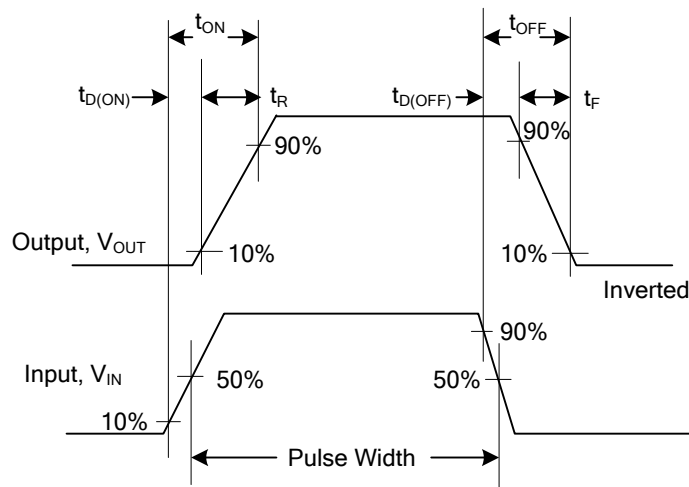 tON tOFF
tD(ON) tR tD(OFF) tF
90% 90%
Output, VOUT 10% 10%
Inverted
90%
Input, VIN 50% 50%
10%
Pulse Width